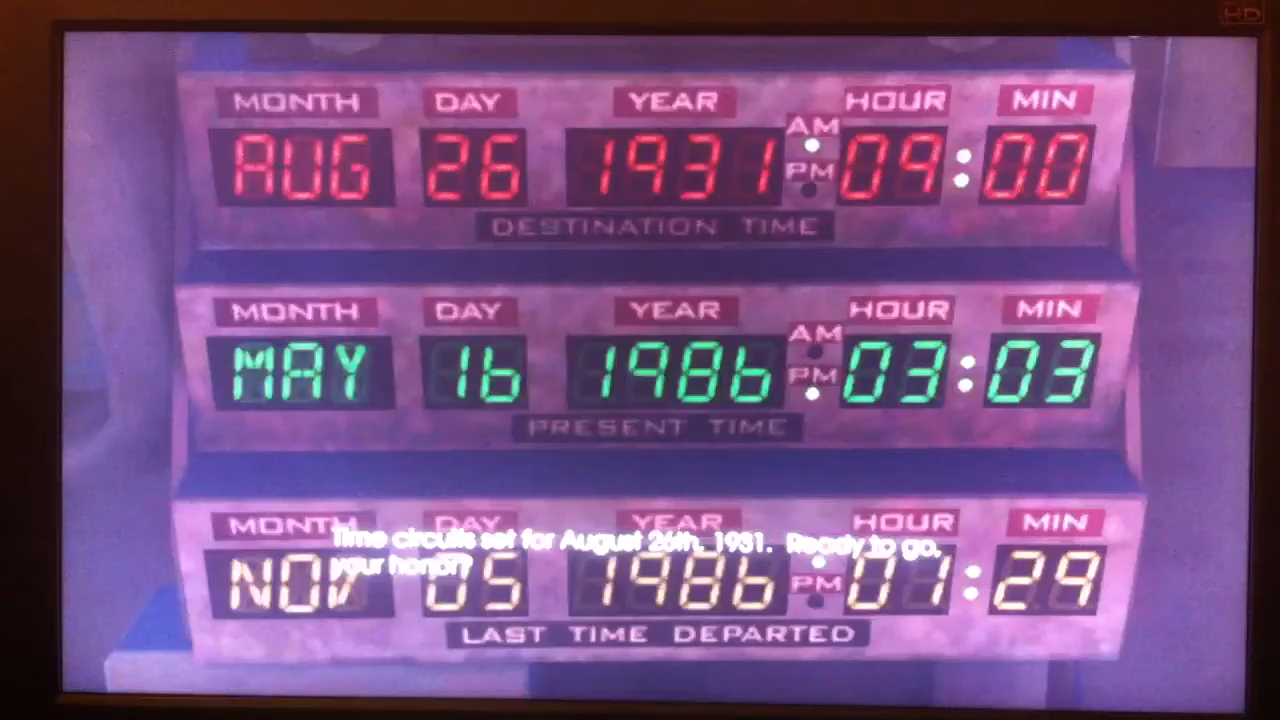 HD
MONTH DAY YEAR HOUR MIN
AUG 26 1931 AM PM 09:00
DESTINATION TIME
MONTH DAY YEAR HOUR MIN
MAY 16 1986 AM PM 03:03
PRESENT TIME
MONTH DAY YEAR HOUR MIN
Time circuits set for August 26th, 1931. Ready to go,
your honor?
NOV 05 1986 PM 01:29
LAST TIME DEPARTED